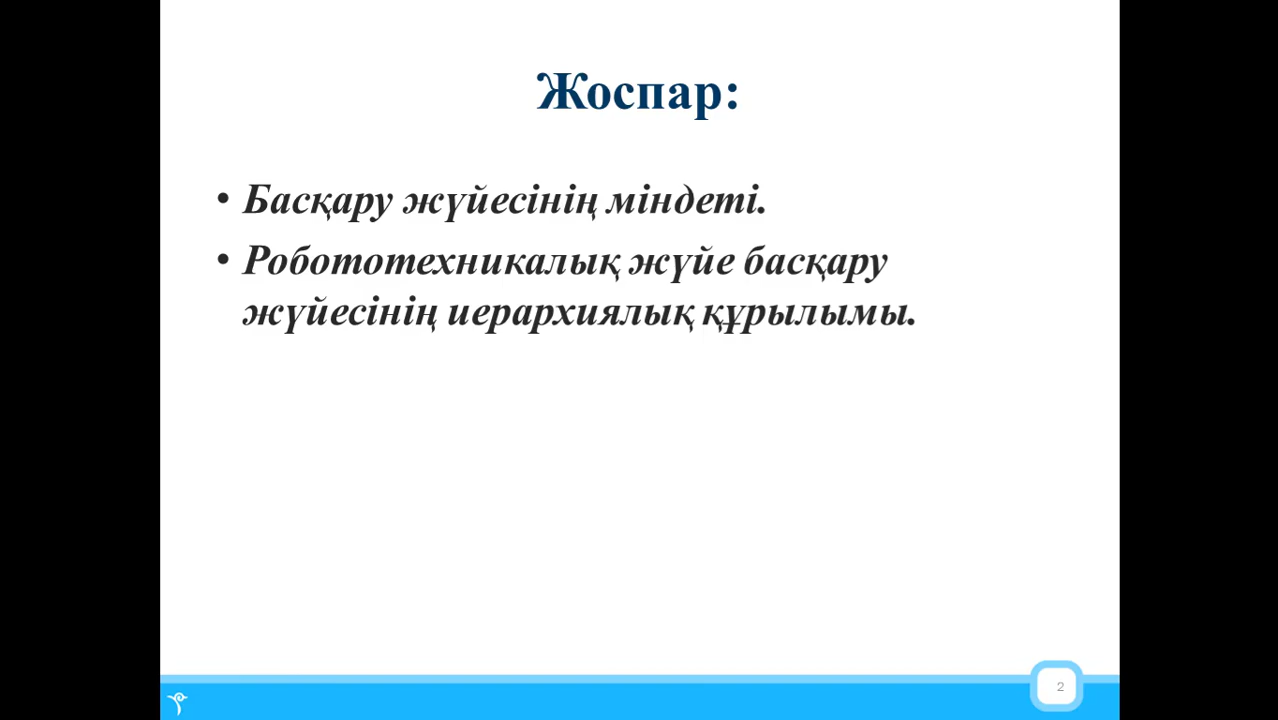 Жоспар:
• Басқару жүйесінің міндеті.
• Робототехникалық жүйе басқару
жүйесінің иерархиялық құрылымы.
2